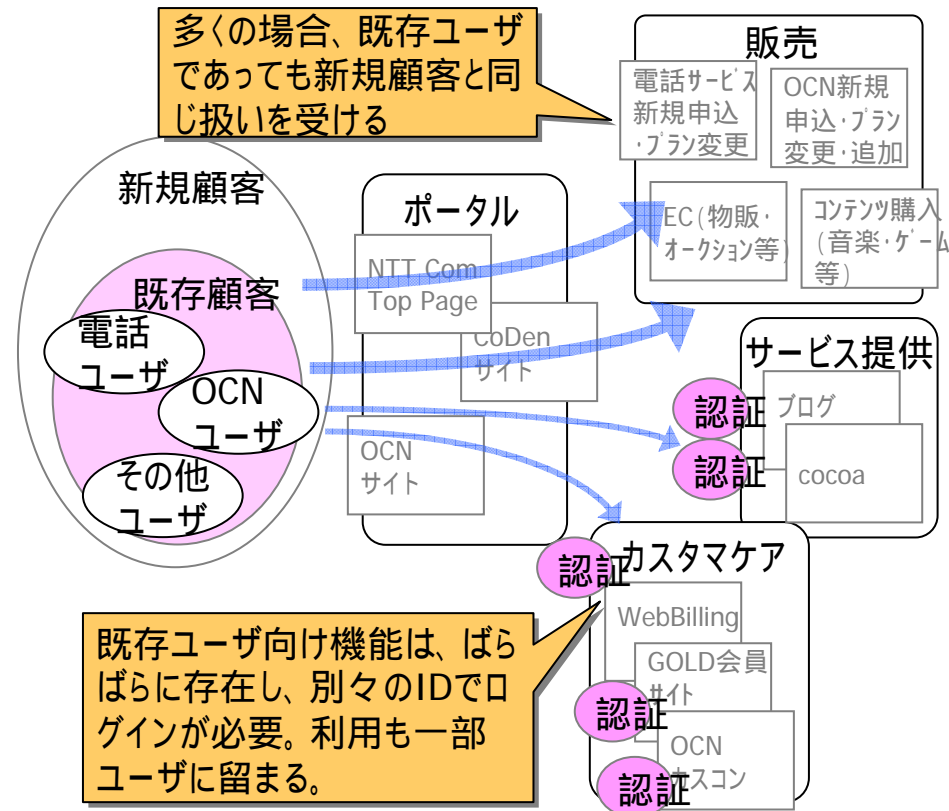 多くの場合、既存ユーザ
であっても新規顧客と同
じ扱いを受ける
販売
電話サービス
新規申込
・プラン変更
OCN新規
申込・プラン
変更・追加
EC(物販・
オークション等)
コンテンツ購入
(音楽・ゲーム
等)
新規顧客
既存顧客
電話
ユーザ
OCN
ユーザ
その他
ユーザ
ポータル
NTT Com
Top Page
CoDen
サイト
OCN
サイト
サービス提供
認証
ブログ
認証
cocoa
カスタマケア
認証
WebBilling
GOLD会員
サイト
認証
OCN
カスコン
認証
既存ユーザ向け機能は、ばら
ばらに存在し、別々のIDでロ
グインが必要。利用も一部
ユーザに留まる。